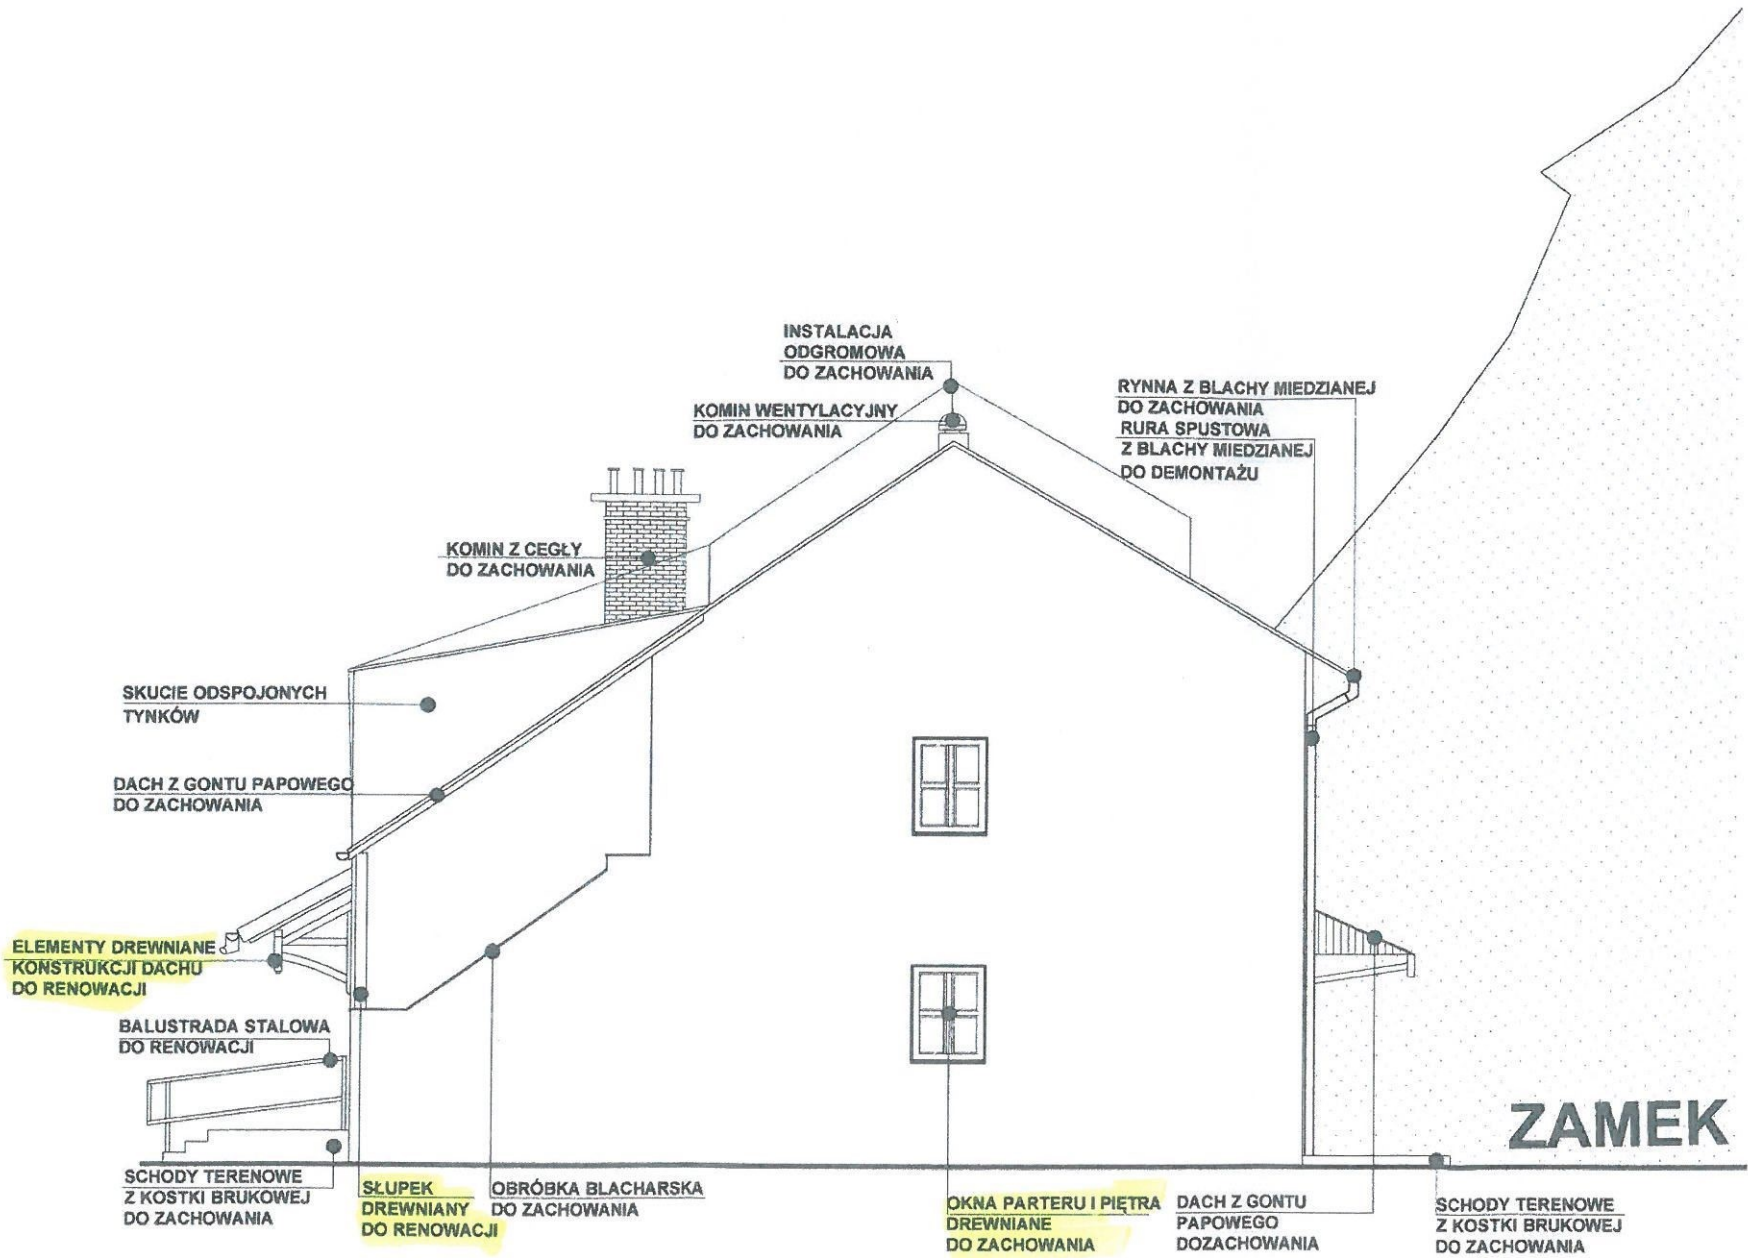 INSTALACJA
ODGROMOWA
DO ZACHOWANIA
KOMIN WENTYLACYJNY
DO ZACHOWANIA
RYNNA Z BLACHY MIEDZIANEJ
DO ZACHOWANIA
RURA SPUSTOWA
Z BLACHY MIEDZIANEJ
DO DEMONTAŻU
KOMIN Z CEGŁY
DO ZACHOWANIA
SKUCIE ODSPOJONYCH
TYNKÓW
DACH Z GONTU PAPOWEGO
DO ZACHOWANIA
ELEMENTY DREWNIANE
KONSTRUKCJI DACHU
DO RENOWACJI
BALUSTRADA STALOWA
DO RENOWACJI
ZAMEK
SCHODY TERENOWE
Z KOSTKI BRUKOWEJ
DO ZACHOWANIA
SŁUPEK
DREWNIANY
DO RENOWACJI
OBRÓBKA BLACHARSKA
DO ZACHOWANIA
OKNA PARTERU I PIĘTRA
DREWNIANE
DO ZACHOWANIA
DACH Z GONTU
PAPOWEGO
DOZACHOWANIA
SCHODY TERENOWE
Z KOSTKI BRUKOWEJ
DO ZACHOWANIA